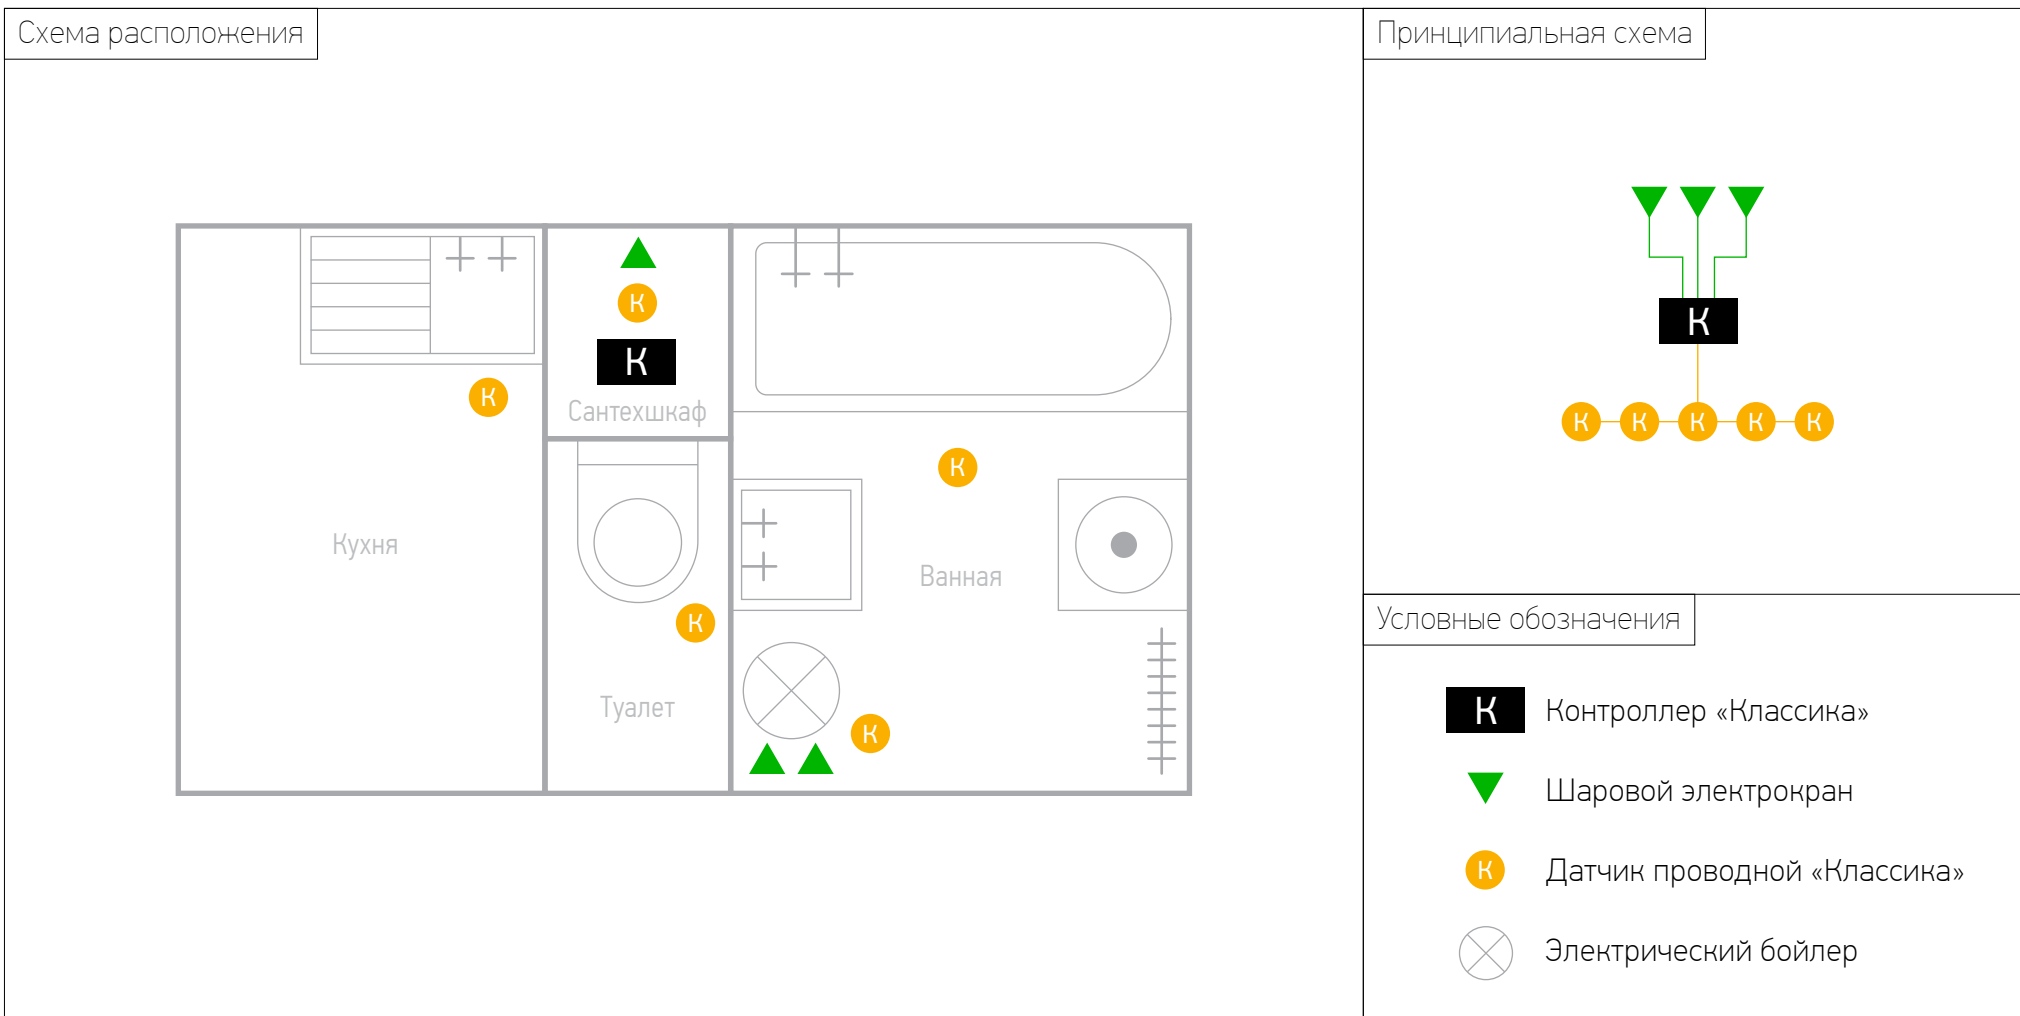 Схема расположения
К
К
Сантехшкаф
К
К
Кухня
Ванная
К
Туалет
К
Принципиальная схема
К
К К К К К
Условные обозначения
К Контроллер «Классика»
Шаровой электрокран
К Датчик проводной «Классика»
Электрический бойлер